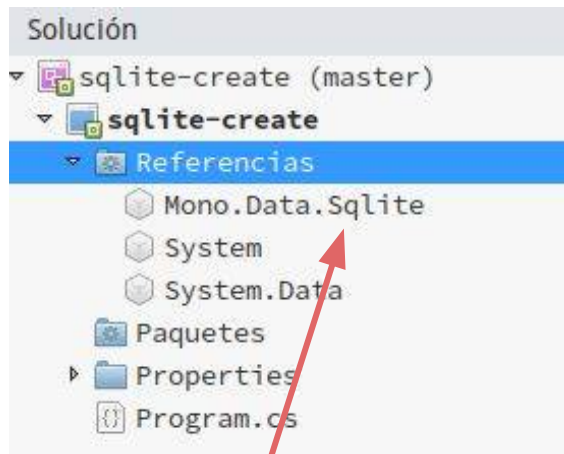 Solución
sqlite-create (master)
sqlite-create
Referencias
Mono.Data.Sqlite
System
System.Data
Paquetes
Properties
Program.cs